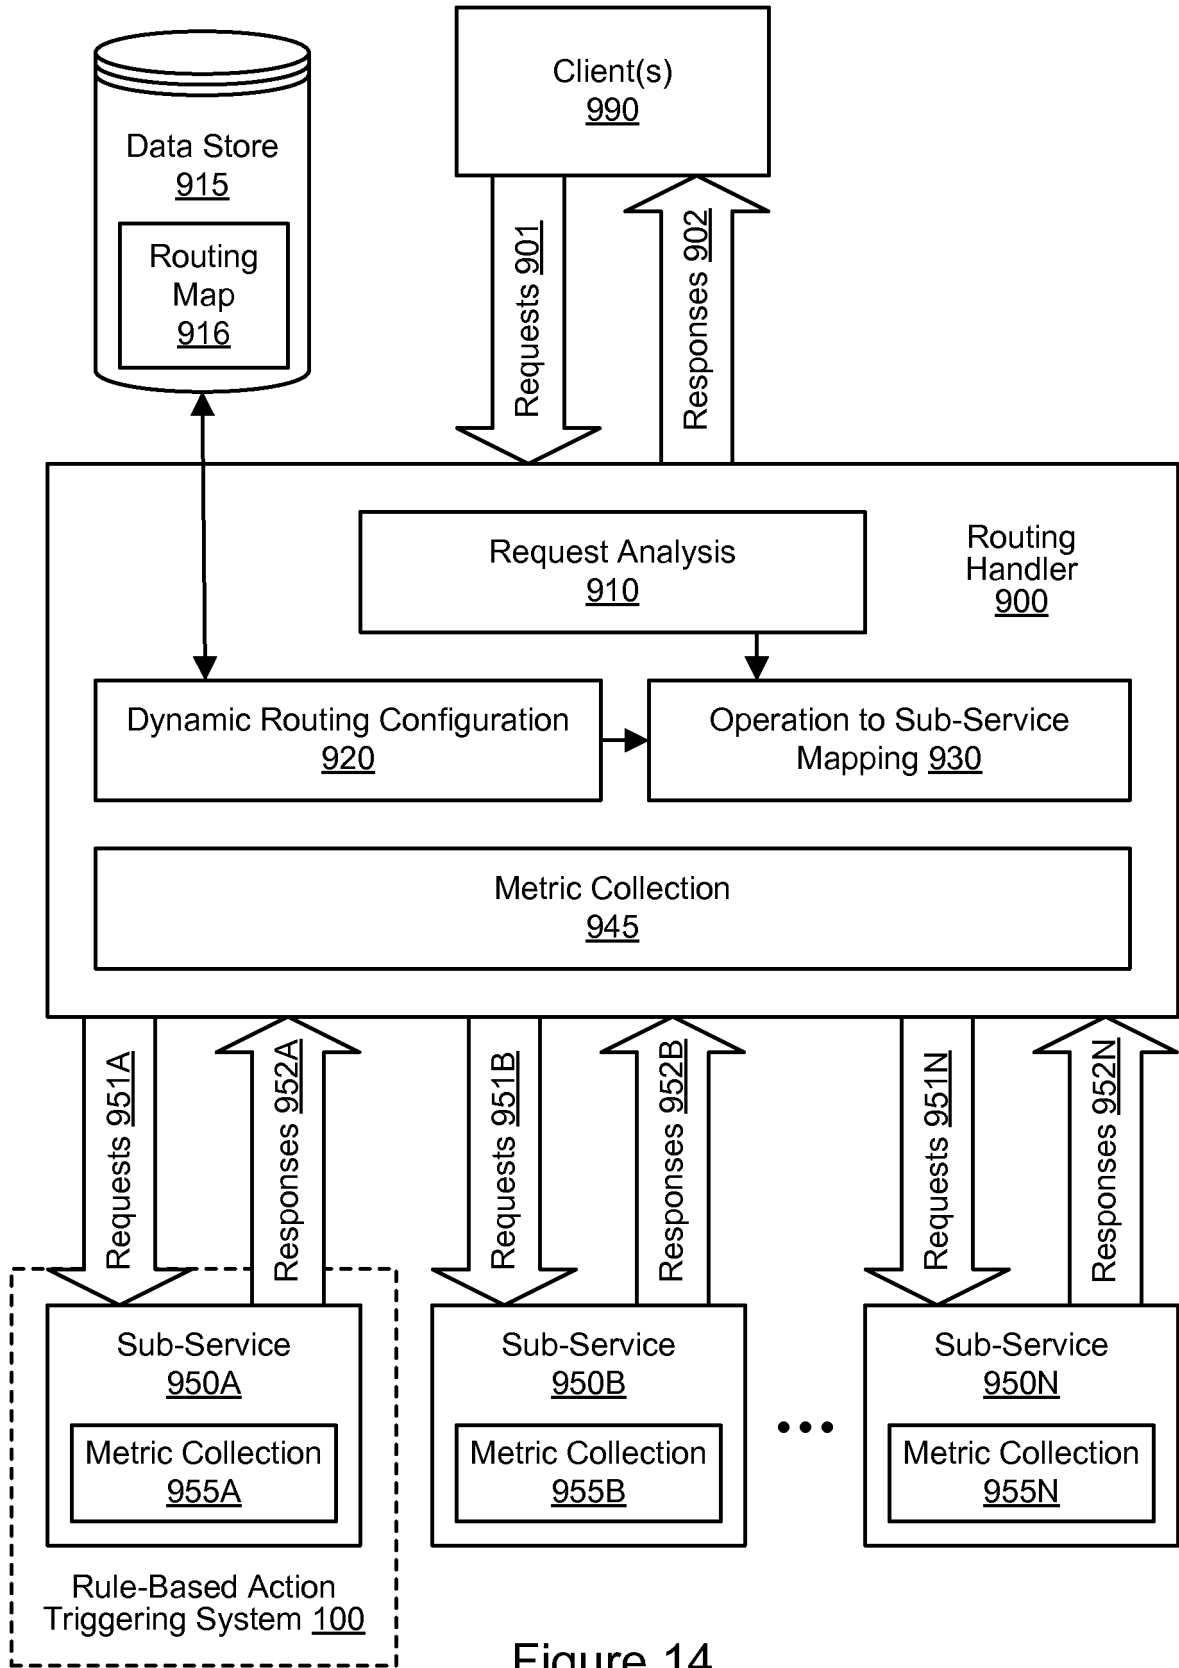 Client(s)
990
Data Store
915
Routing
Map
916
Requests 901
Responses 902
Routing
Handler
900
Request Analysis
910
Dynamic Routing Configuration
920
Operation to Sub-Service
Mapping 930
Metric Collection
945
Requests 951A
Responses 952A
Requests 951B
Responses 952B
Requests 951N
Responses 952N
Sub-Service
950A
Metric Collection
955A
Sub-Service
950B
Metric Collection
955B
•••
Sub-Service
950N
Metric Collection
955N
Rule-Based Action
Triggering System 100
Figure 14